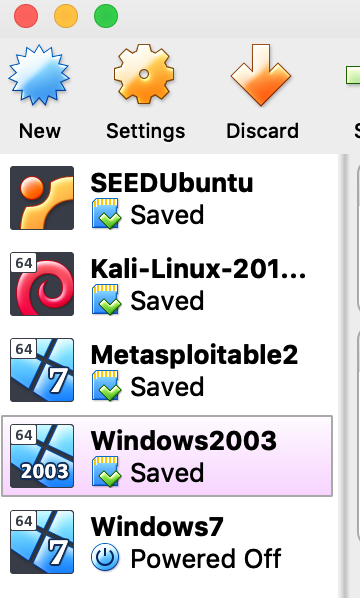 New Settings Discard S
SEEDUbuntu
Saved
64
Kali-Linux-201...
Saved
64
7
Metasploitable2
Saved
64
2003
Windows2003
Saved
64
7
Windows7
Powered Off